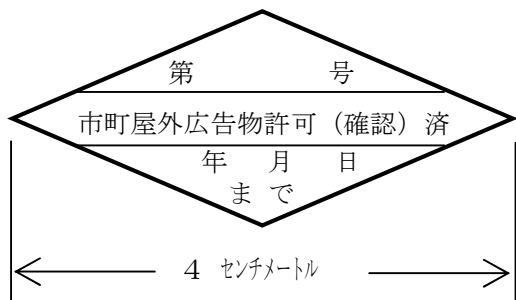 第　　　　　号
市町屋外広告物許可（確認）済
年　月　日
まで
4 センチメートル